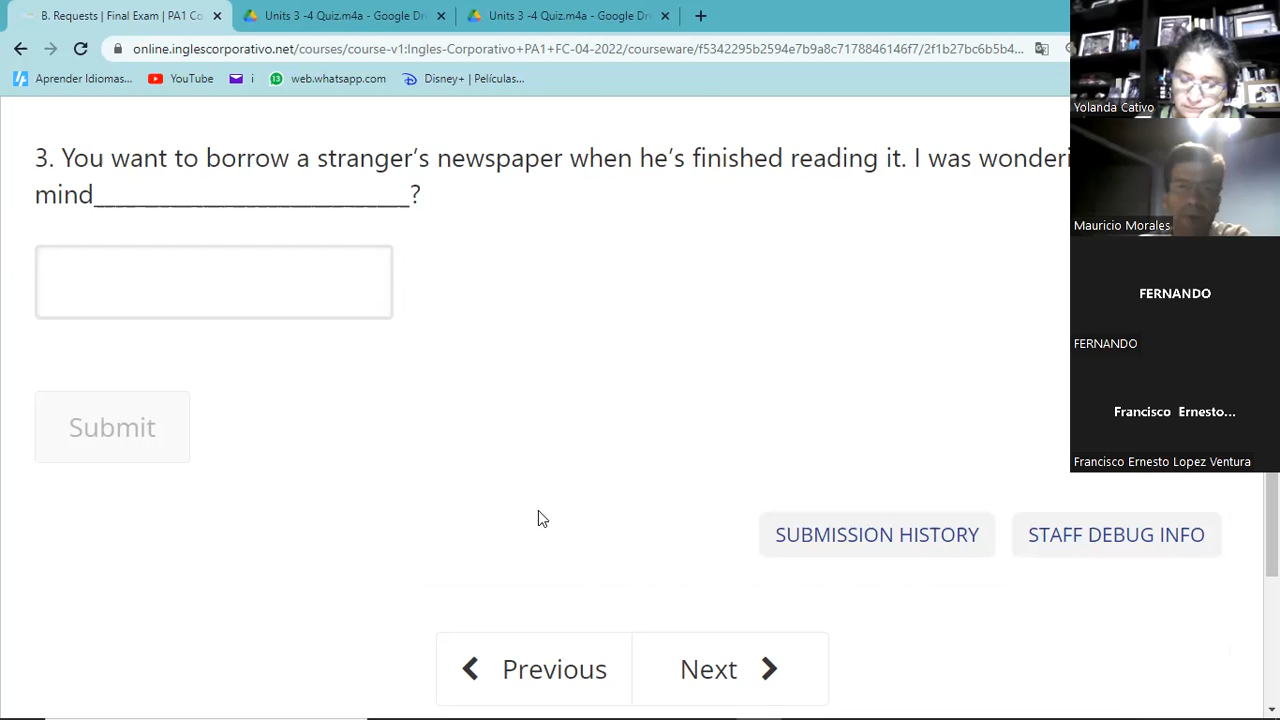 B. Requests | Final Exam | PA1 Co
Units 3 -4 Quiz.m4a - Google Dr
Units 3 -4 Quiz.m4a - Google Dr
online.inglescorporativo.net/courses/course-v1:Ingles-Corporativo+PA1+FC-04-2022/courseware/f5342295b2594e7b9a8c7178846146f7/2f1b27bc6b5b4...
Aprender Idiomas...
YouTube
i
web.whatsapp.com
Disney+ | Películas,...
Yolanda Cativo
3. You want to borrow a stranger’s newspaper when he’s finished reading it. I was wonderi
mind____________________________?
Mauricio Morales
FERNANDO
FERNANDO
Francisco Ernesto...
Francisco Ernesto Lopez Ventura
Submit
SUBMISSION HISTORY
STAFF DEBUG INFO
Previous
Next